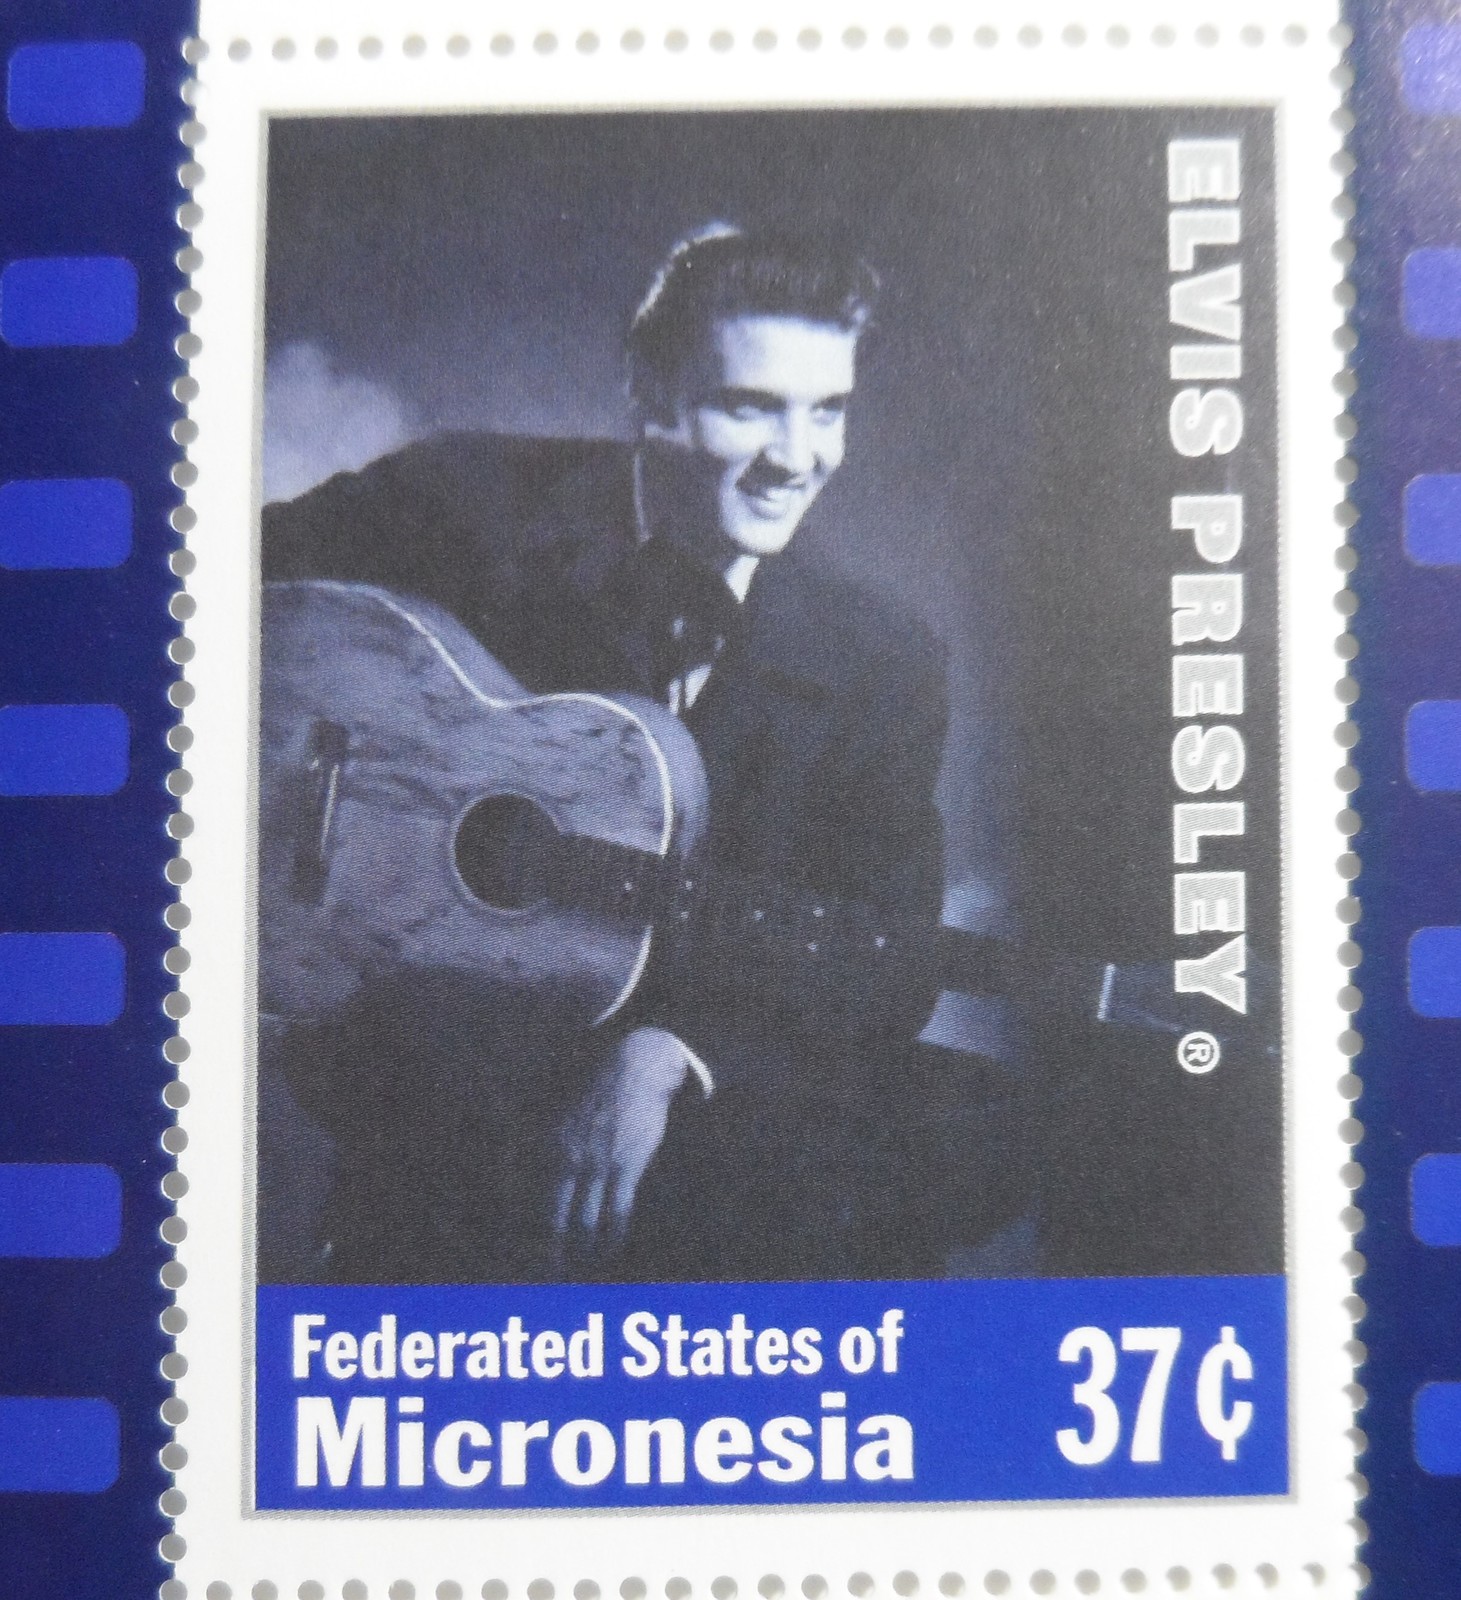 ELVIS PRESLEY ®
Federated States of
Micronesia
37¢